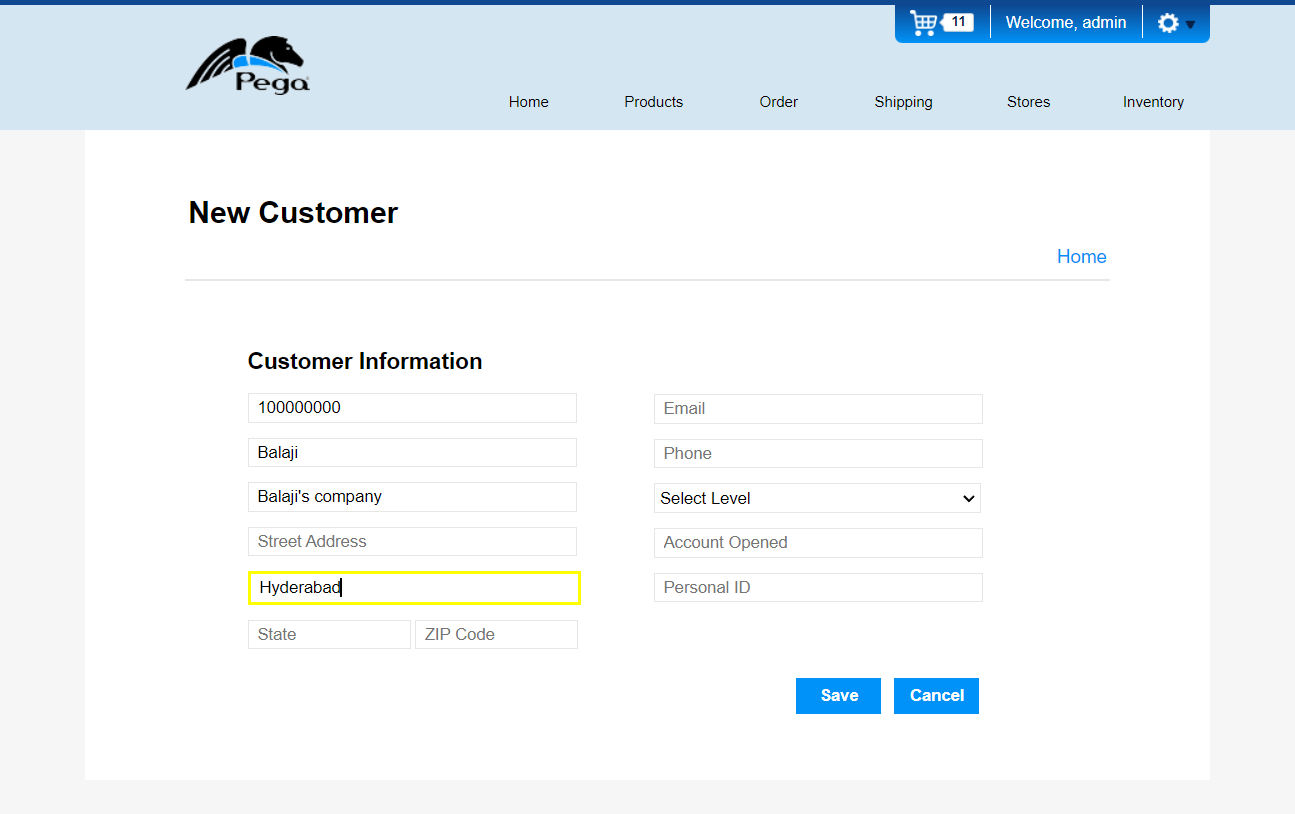 11 Welcome, admin
Pega
Home Products Order Shipping Stores Inventory
New Customer
Home
Customer Information
100000000
Balaji
Balaji's company
Street Address
Hyderabad
State ZIP Code
Email
Phone
Select Level
Account Opened
Personal ID
Save Cancel